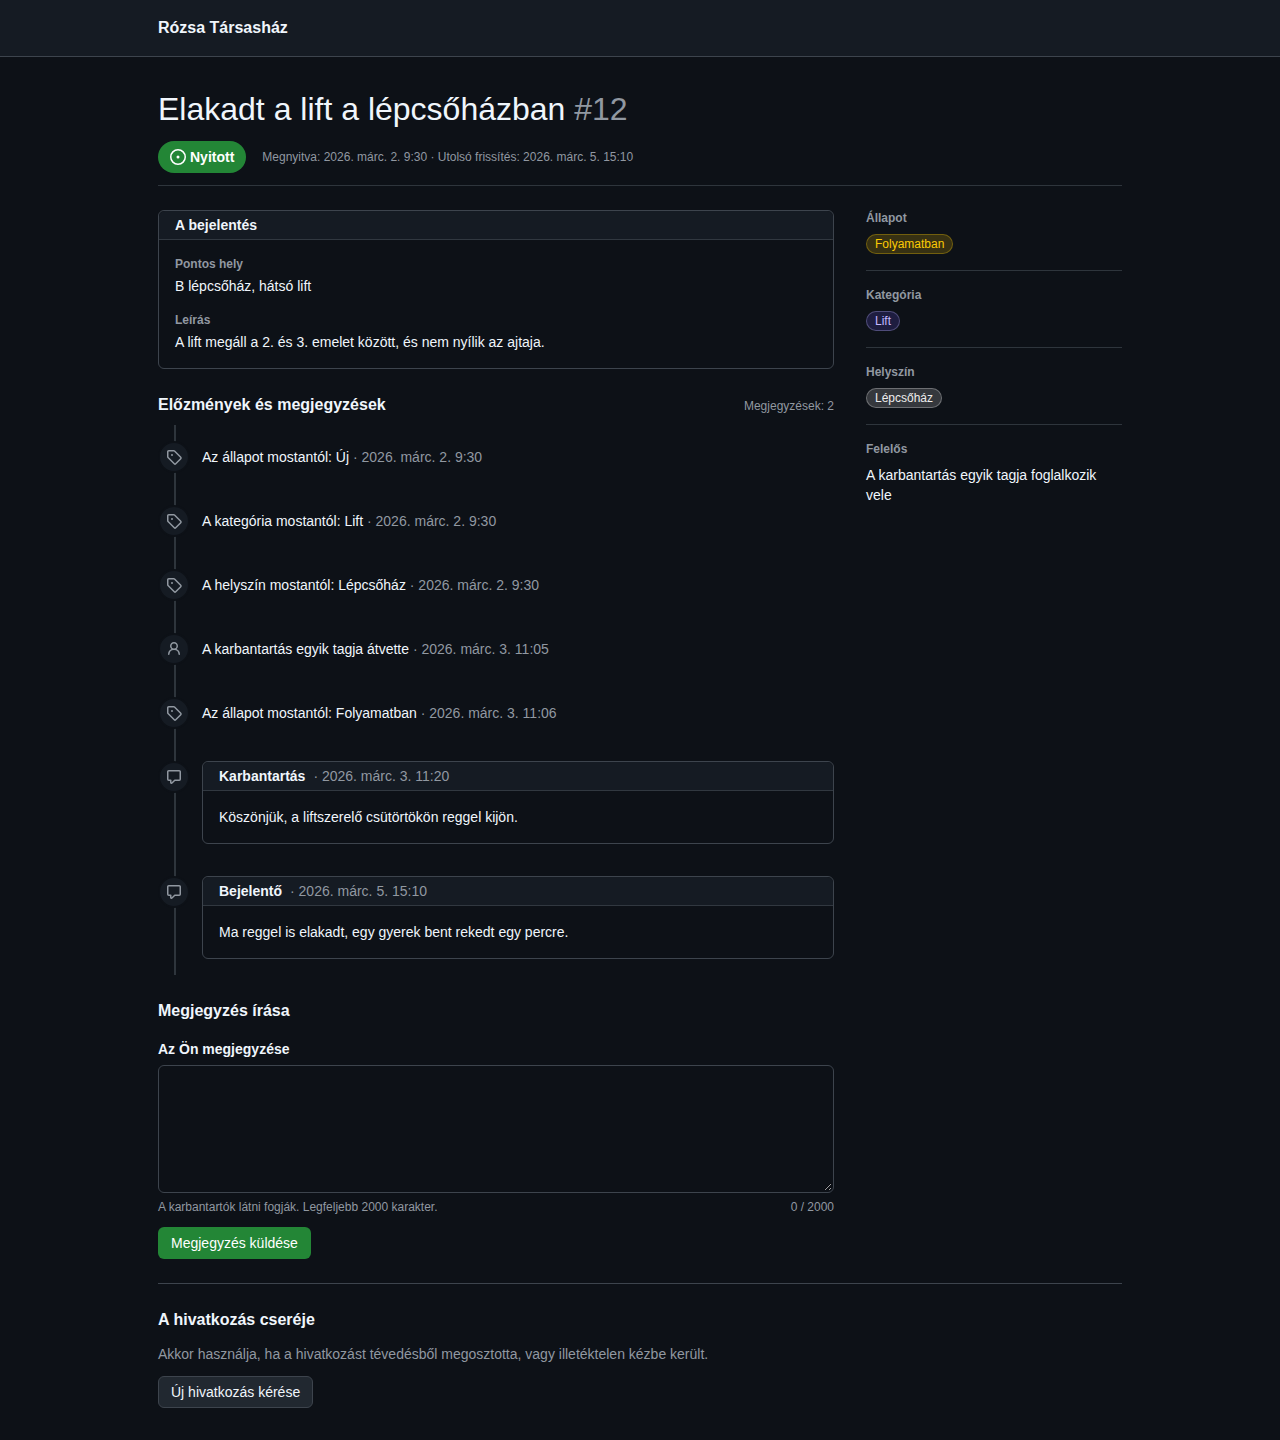 Rózsa Társasház
Elakadt a lift a lépcsőházban #12
Nyitott
Megnyitva: 2026. márc. 2. 9:30 · Utolsó frissítés: 2026. márc. 5. 15:10
A bejelentés
Pontos hely
B lépcsőház, hátsó lift
Leírás
A lift megáll a 2. és 3. emelet között, és nem nyílik az ajtaja.
Állapot
Folyamatban
Kategória
Lift
Helyszín
Lépcsőház
Felelős
A karbantartás egyik tagja foglalkozik
vele
Előzmények és megjegyzések
Megjegyzések: 2
Az állapot mostantól: Új · 2026. márc. 2. 9:30
A kategória mostantól: Lift · 2026. márc. 2. 9:30
A helyszín mostantól: Lépcsőház · 2026. márc. 2. 9:30
A karbantartás egyik tagja átvette · 2026. márc. 3. 11:05
Az állapot mostantól: Folyamatban · 2026. márc. 3. 11:06
Karbantartás · 2026. márc. 3. 11:20
Köszönjük, a liftszerelő csütörtökön reggel kijön.
Bejelentő · 2026. márc. 5. 15:10
Ma reggel is elakadt, egy gyerek bent rekedt egy percre.
Megjegyzés írása
Az Ön megjegyzése
A karbantartók látni fogják. Legfeljebb 2000 karakter.
0 / 2000
Megjegyzés küldése
A hivatkozás cseréje
Akkor használja, ha a hivatkozást tévedésből megosztotta, vagy illetéktelen kézbe került.
Új hivatkozás kérése